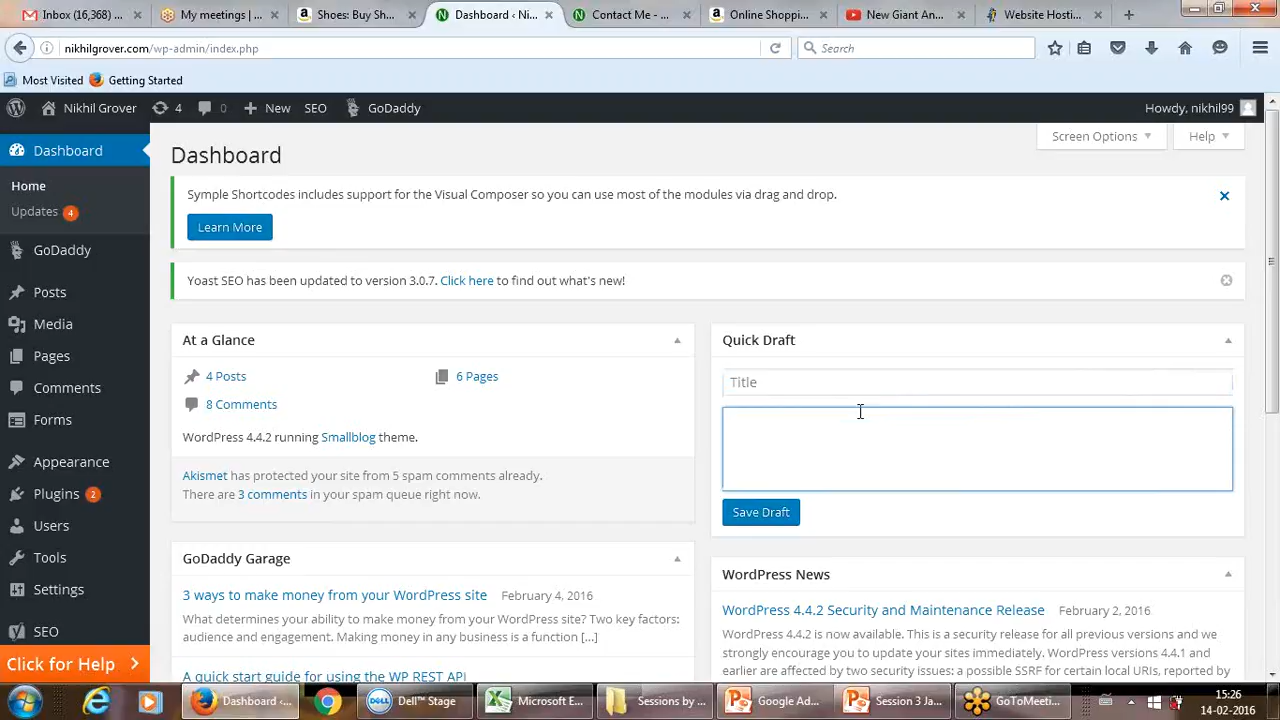 Inbox (16,368)
My meetings |
Shoes: Buy Sh
Dashboard ‹ Ni
Contact Me -
Online Shoppi
New Giant An
Website Hosti
nikhilgrover.com/wp-admin/index.php
Search
Most Visited
Getting Started
Nikhil Grover
4
0
New
SEO
GoDaddy
Howdy, nikhil99
Dashboard
Home
Updates 4
GoDaddy
Posts
Media
Pages
Comments
Forms
Appearance
Plugins 2
Users
Tools
Settings
SEO
Click for Help
Screen Options
Help
Dashboard
Symple Shortcodes includes support for the Visual Composer so you can use most of the modules via drag and drop.
Learn More
Yoast SEO has been updated to version 3.0.7. Click here to find out what's new!
At a Glance
4 Posts
6 Pages
8 Comments
WordPress 4.4.2 running Smallblog theme.
Akismet has protected your site from 5 spam comments already.
There are 3 comments in your spam queue right now.
GoDaddy Garage
3 ways to make money from your WordPress site February 4, 2016
What determines your ability to make money from your WordPress site? Two key factors:
audience and engagement. Making money in any business is a function [...]
A quick start guide for using the WP REST API
Quick Draft
Title
Save Draft
WordPress News
WordPress 4.4.2 Security and Maintenance Release February 2, 2016
WordPress 4.4.2 is now available. This is a security release for all previous versions and we
strongly encourage you to update your sites immediately. WordPress versions 4.4.1 and
earlier are affected by two security issues: a possible SSRF for certain local URIs, reported by
Dashboard ‹...
Dell™ Stage
Microsoft E...
Sessions by ...
Google Ad...
Session 3 Ja...
GoToMeeti...
15:26
14-02-2016